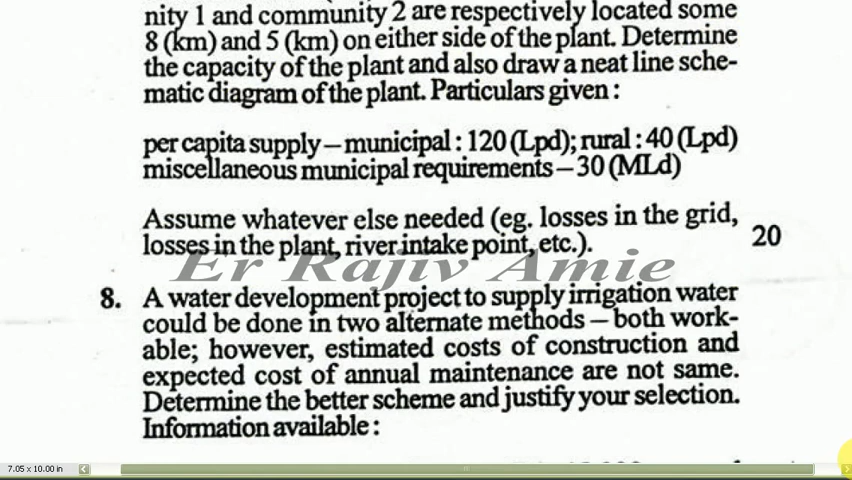 nity 1 and community 2 are respectively located some
8 (km) and 5 (km) on either side of the plant. Determine
the capacity of the plant and also draw a neat line sche-
matic diagram of the plant. Particulars given :
per capita supply – municipal : 120 (Lpd); rural : 40 (Lpd)
miscellaneous municipal requirements – 30 (MLd)
Assume whatever else needed (eg. losses in the grid,
losses in the plant, river intake point, etc.). 20
Er Rajiv Amie
8. A water development project to supply irrigation water
could be done in two alternate methods – both work-
able; however, estimated costs of construction and
expected cost of annual maintenance are not same.
Determine the better scheme and justify your selection.
Information available :
7.05 x 10.00 in